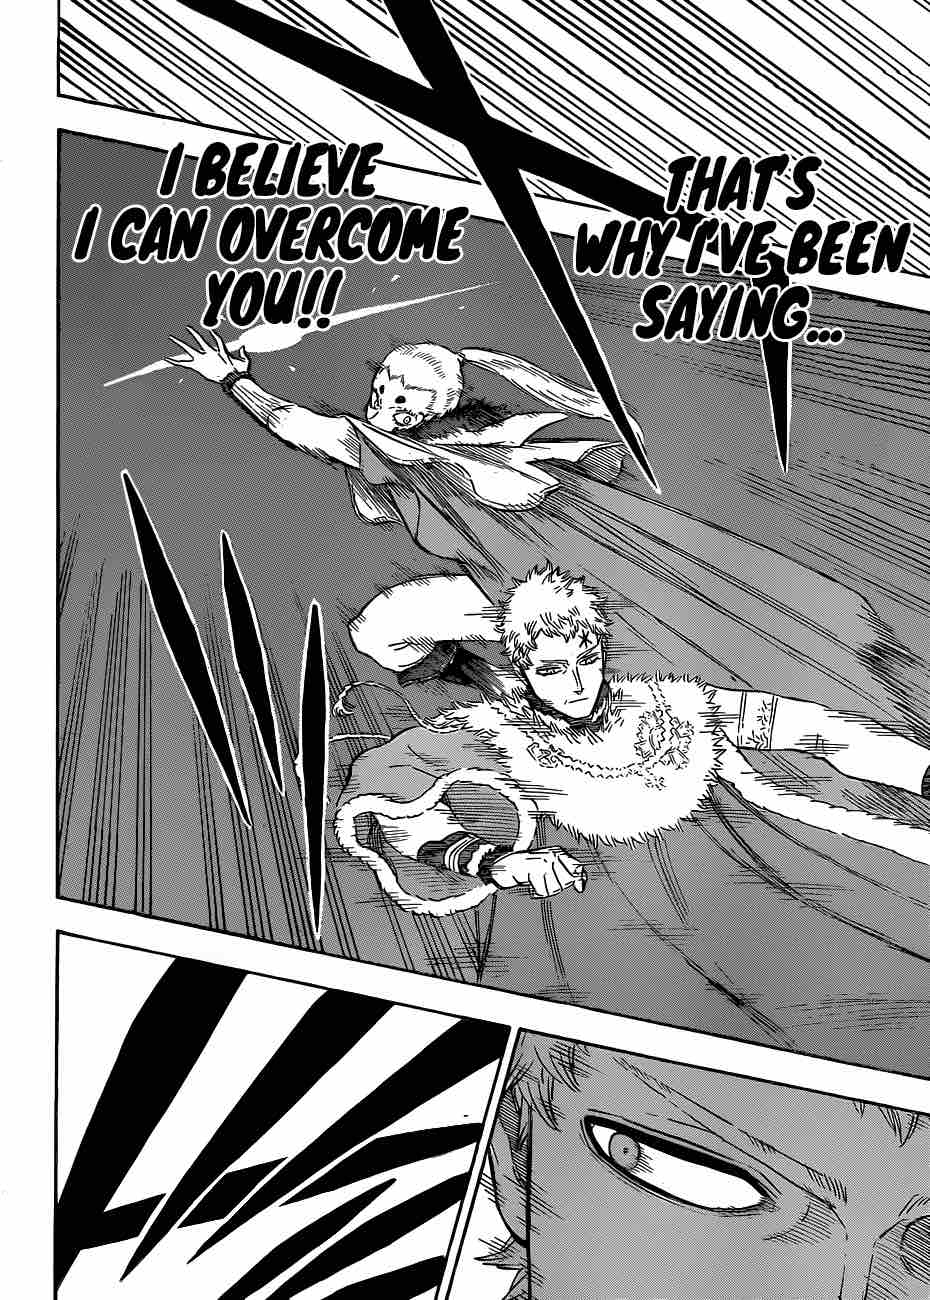 THAT'S
WHY I'VE BEEN
SAYING...
I BELIEVE
I CAN OVERCOME
YOU!!